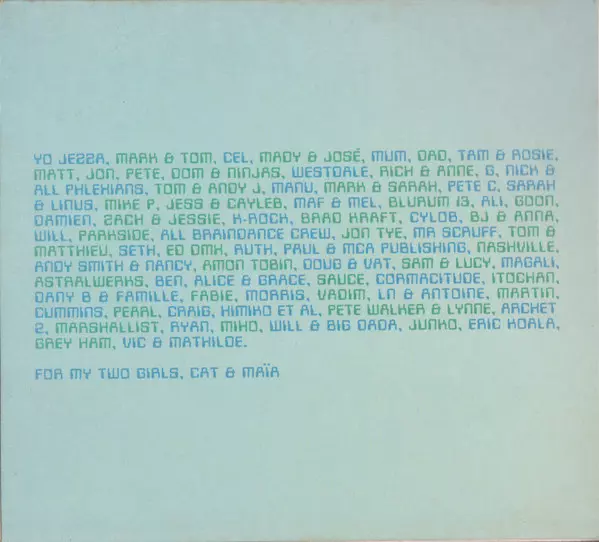 YO JEZZA, MARK & TOM, CEL, MADY & JOSÉ, MUM, DAD, TAM & ROSIE,
MATT, JON, PETE, DOM & NINJAS, WESTDALE, RICH & ANNE, G, NICK &
ALL PHLEXIANS, TOM & ANDY J, MANU, MARK & SARAH, PETE C, SARAH
& LINUS, MIKE P, JESS & CAYLEB, MAF & MEL, BLURUM 13, ALI, GOON,
DAMIEN, ZACH & JESSIE, K-ROCK, BRAD KRAFT, CYLOB, BJ & ANNA,
WILL, PARKSIDE, ALL BRAINDANCE CREW, JON TYE, MR SCRUFF, TOM &
MATTHIEU, SETH, ED DMH, RUTH, PAUL & MCA PUBLISHING, NASHVILLE,
ANDY SMITH & NANCY, AMON TOBIN, DOUG & VAT, SAM & LUCY, MAGALI,
ASTRALWERKS, BEN, ALICE & GRACE, SAUCE, CORMACITUDE, ITOCHAN,
DANY B & FAMILLE, FABIE, MORRIS, VADIM, LN & ANTOINE, MARTIN,
CUMMINS, PEARL, CRAIG, HIMIKO ET AL, PETE WALKER & LYNNE, ARCHET
2, MARSHALLIST, RYAN, MIHO, WILL & BIG DADA, JUNKO, ERIC KOALA,
GREY HAM, VIC & MATHILDE.
FOR MY TWO GIRLS, CAT & MAÏA